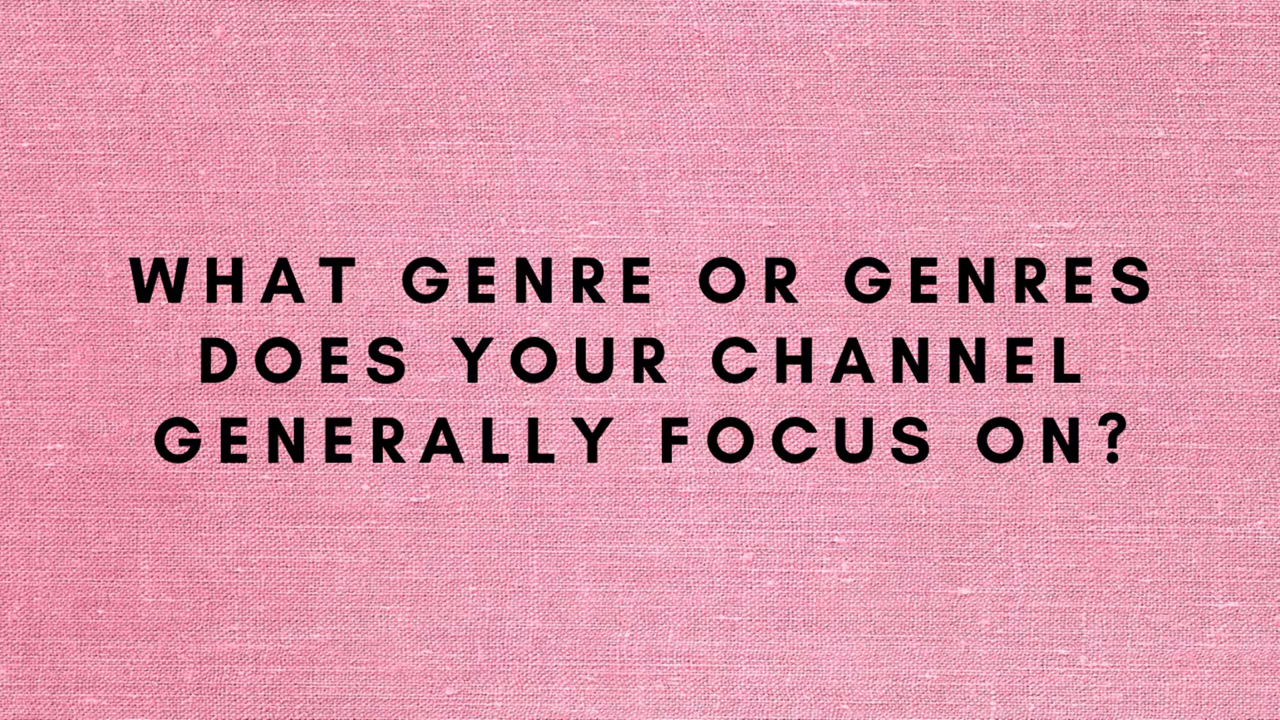 WHAT GENRE OR GENRES
DOES YOUR CHANNEL
GENERALLY FOCUS ON?